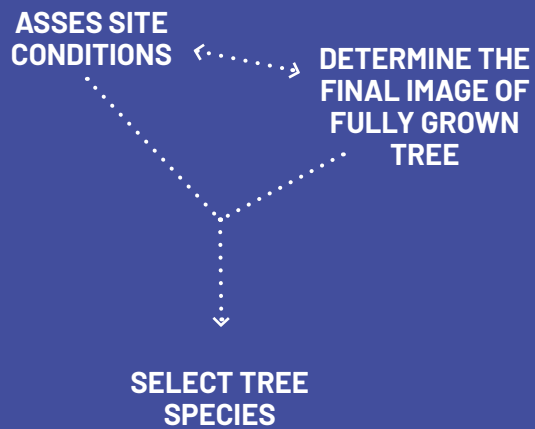 ASSES SITE
CONDITIONS
DETERMINE THE
FINAL IMAGE OF
FULLY GROWN
TREE
SELECT TREE
SPECIES